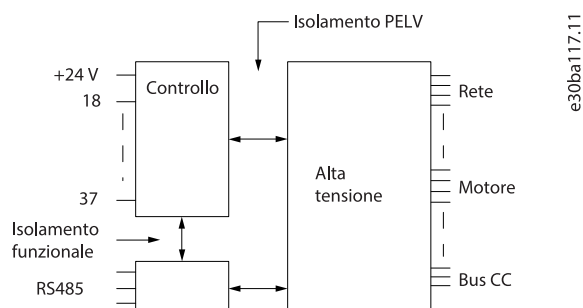 Isolamento PELV
e30ba117.11
+24 V
Controllo
18
Rete
Alta
tensione
Motore
37
Isolamento
funzionale
RS485
Bus CC